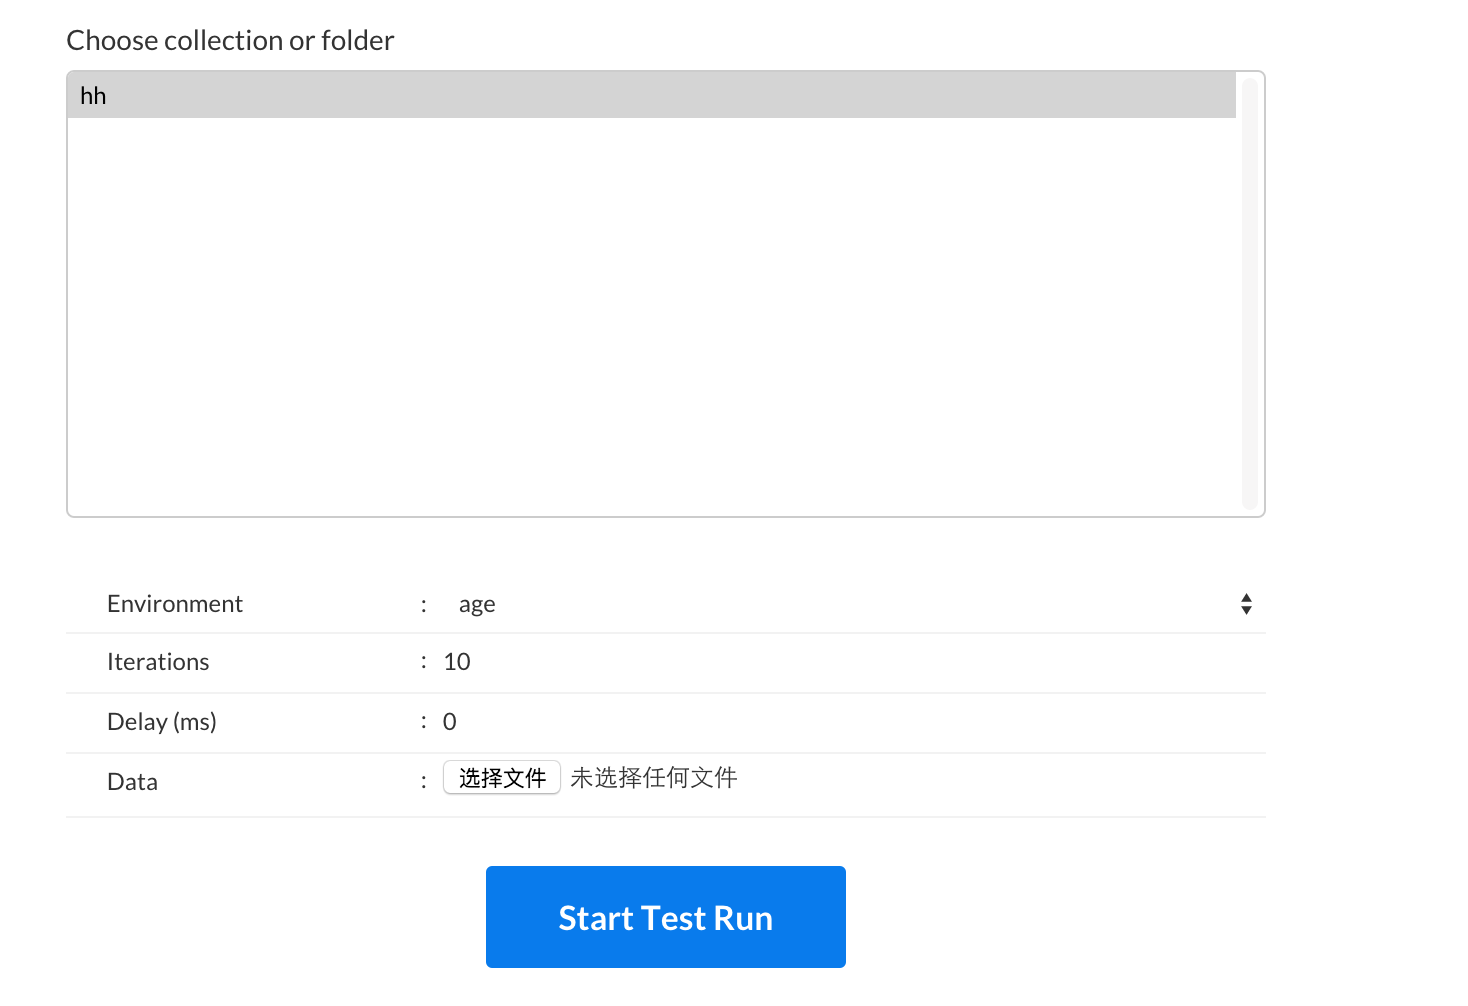 Choose collection or folder
hh
Environment : age
Iterations : 10
Delay (ms) : 0
Data : 选择文件 未选择任何文件
Start Test Run